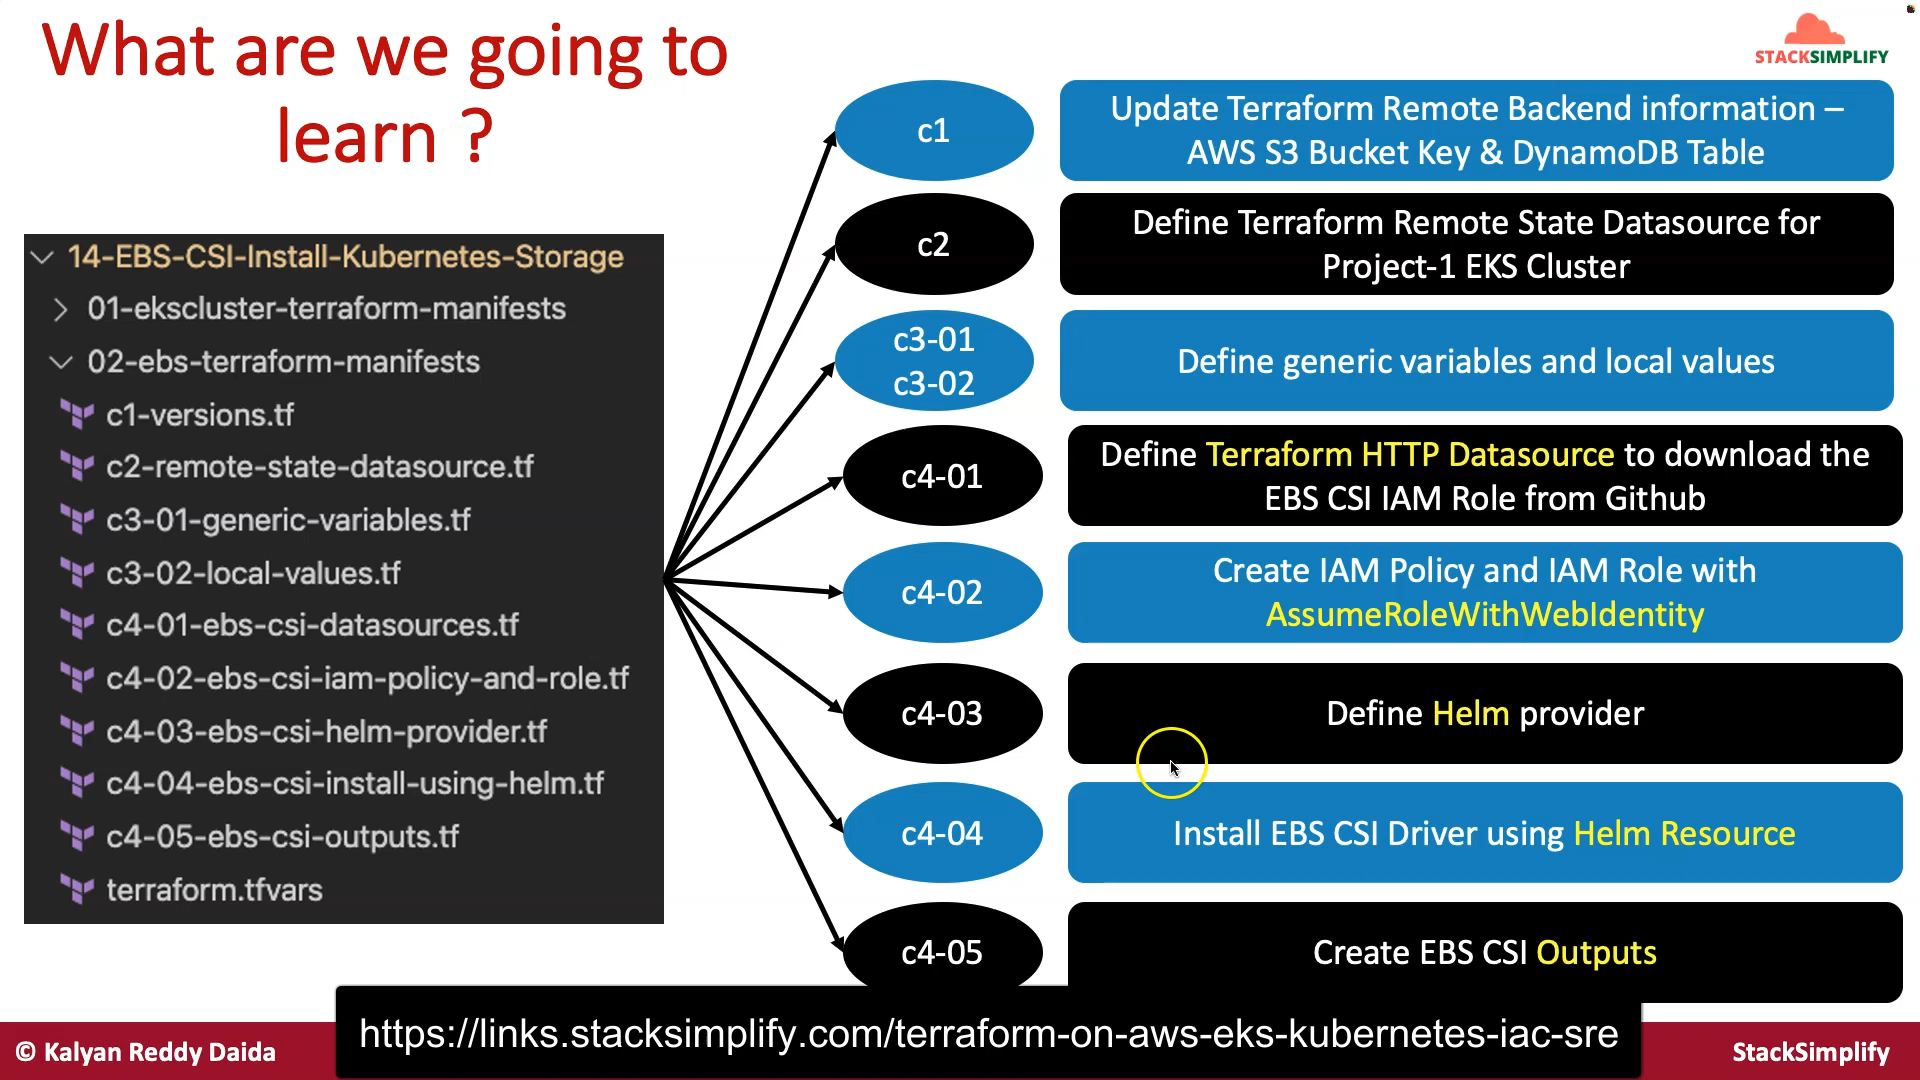 What are we going to
learn ?
STACKSIMPLIFY
14-EBS-CSI-Install-Kubernetes-Storage
01-ekscluster-terraform-manifests
02-ebs-terraform-manifests
c1-versions.tf
c2-remote-state-datasource.tf
c3-01-generic-variables.tf
c3-02-local-values.tf
c4-01-ebs-csi-datasources.tf
c4-02-ebs-csi-iam-policy-and-role.tf
c4-03-ebs-csi-helm-provider.tf
c4-04-ebs-csi-install-using-helm.tf
c4-05-ebs-csi-outputs.tf
terraform.tfvars
c1
Update Terraform Remote Backend information –
AWS S3 Bucket Key & DynamoDB Table
c2
Define Terraform Remote State Datasource for
Project-1 EKS Cluster
c3-01
c3-02
Define generic variables and local values
c4-01
Define Terraform HTTP Datasource to download the
EBS CSI IAM Role from Github
c4-02
Create IAM Policy and IAM Role with
AssumeRoleWithWebIdentity
c4-03
Define Helm provider
c4-04
Install EBS CSI Driver using Helm Resource
c4-05
Create EBS CSI Outputs
© Kalyan Reddy Daida
https://links.stacksimplify.com/terraform-on-aws-eks-kubernetes-iac-sre
StackSimplify